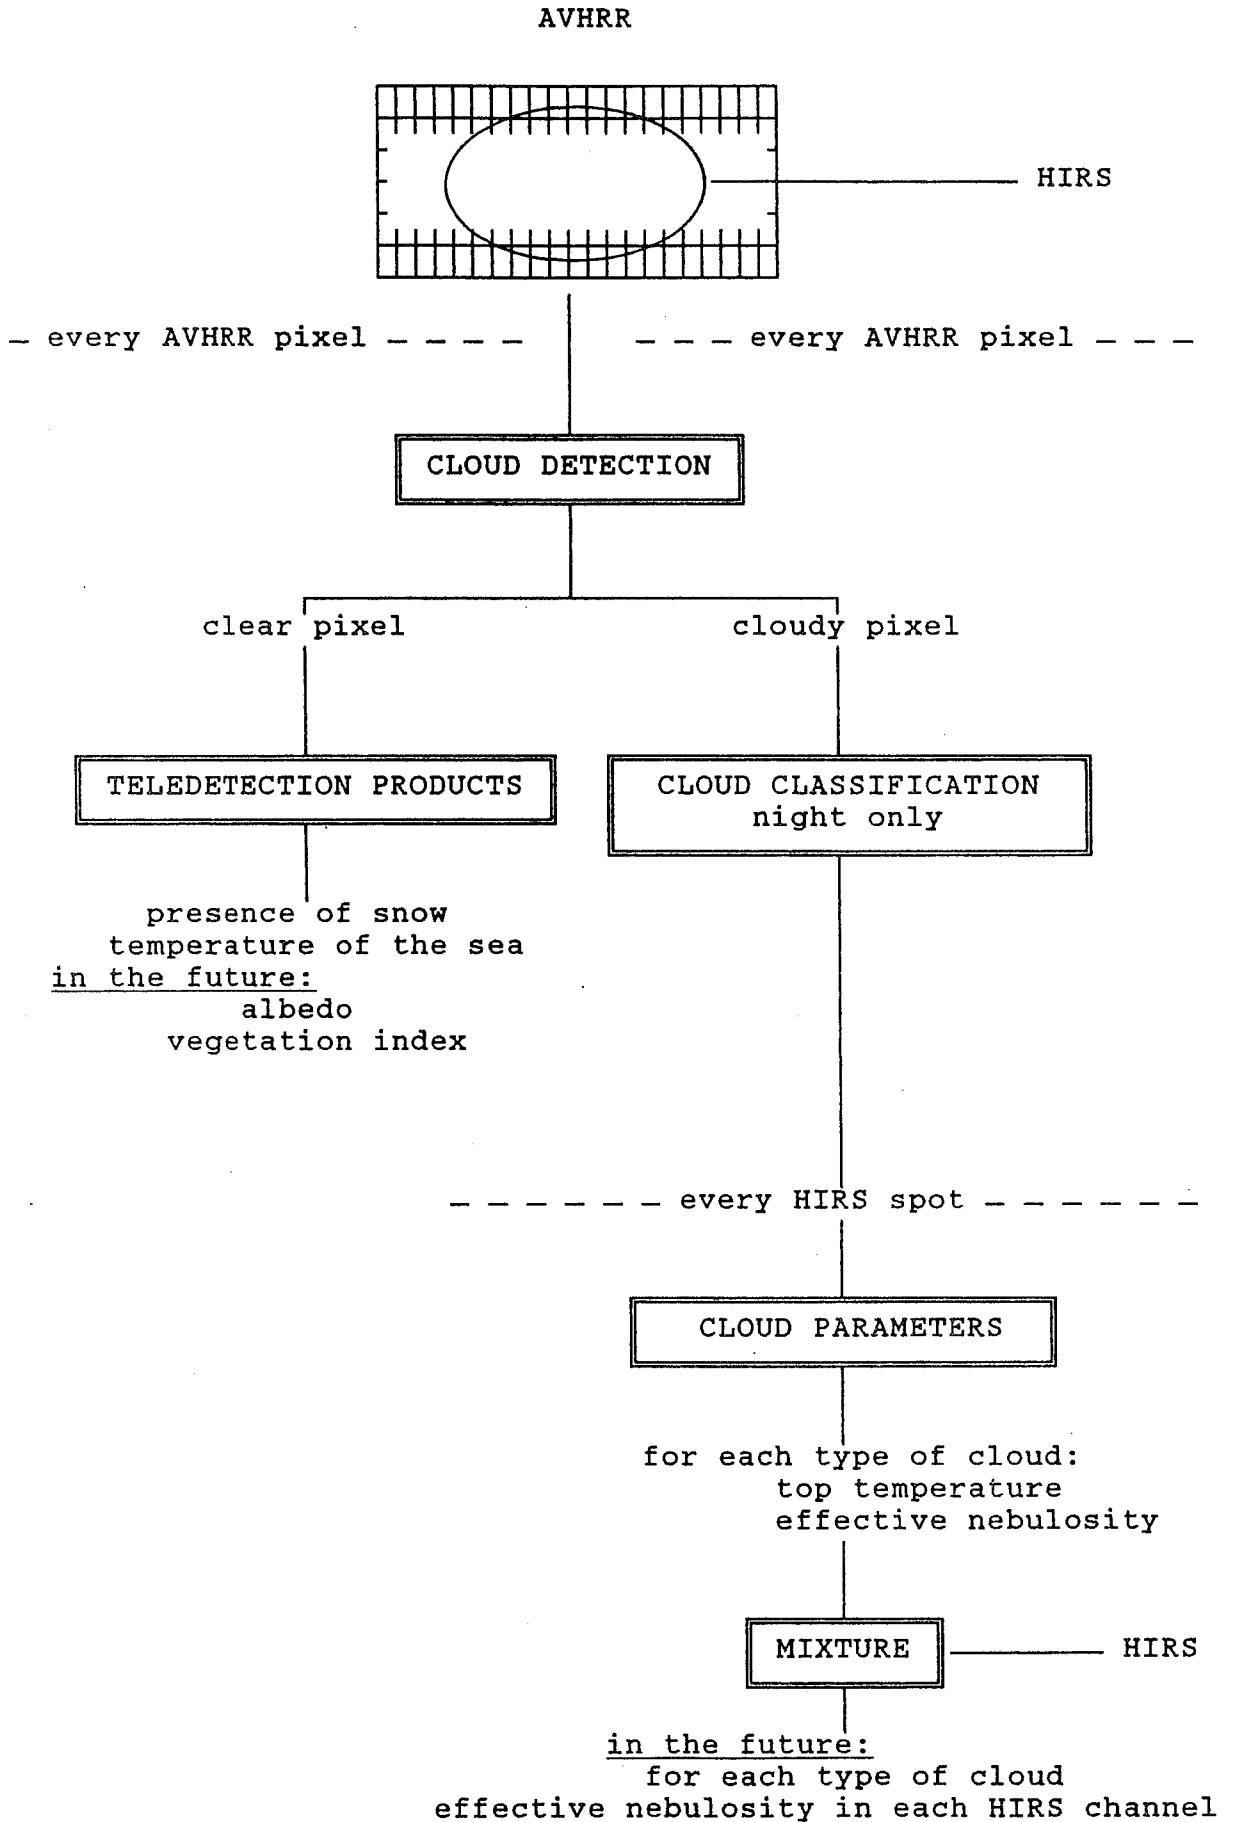 AVHRR
HIRS
every AVHRR pixel
every AVHRR pixel
CLOUD DETECTION
clear pixel
cloudy pixel
TELEDETECTION PRODUCTS
CLOUD CLASSIFICATION
night only
presence of snow
temperature of the sea
in the future:
albedo
vegetation index
every HIRS spot
CLOUD PARAMETERS
for each type of cloud:
top temperature
effective nebulosity
MIXTURE
HIRS
in the future:
for each type of cloud
effective nebulosity in each HIRS channel